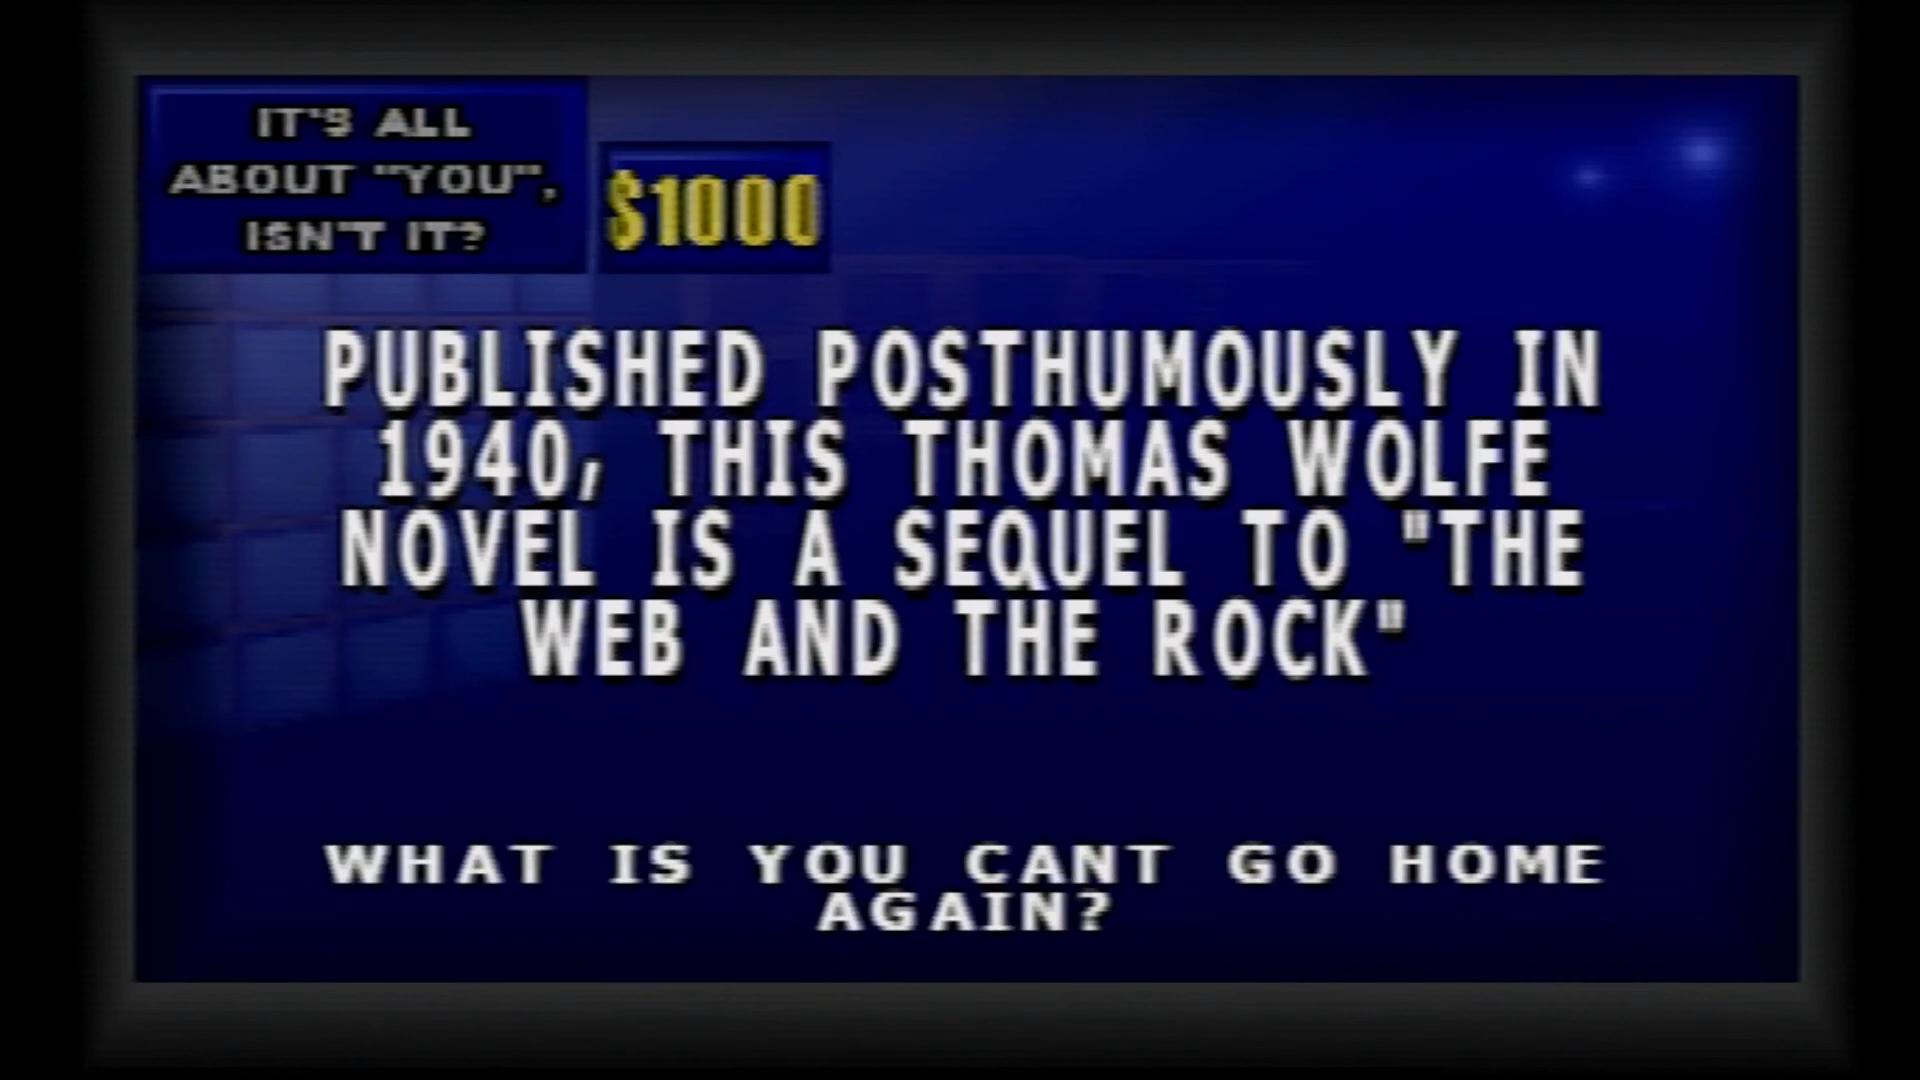 IT'S ALL
ABOUT "YOU",
ISN'T IT?
$1000
PUBLISHED POSTHUMOUSLY IN
1940, THIS THOMAS WOLFE
NOVEL IS A SEQUEL TO "THE
WEB AND THE ROCK"
WHAT IS YOU CANT GO HOME
AGAIN?